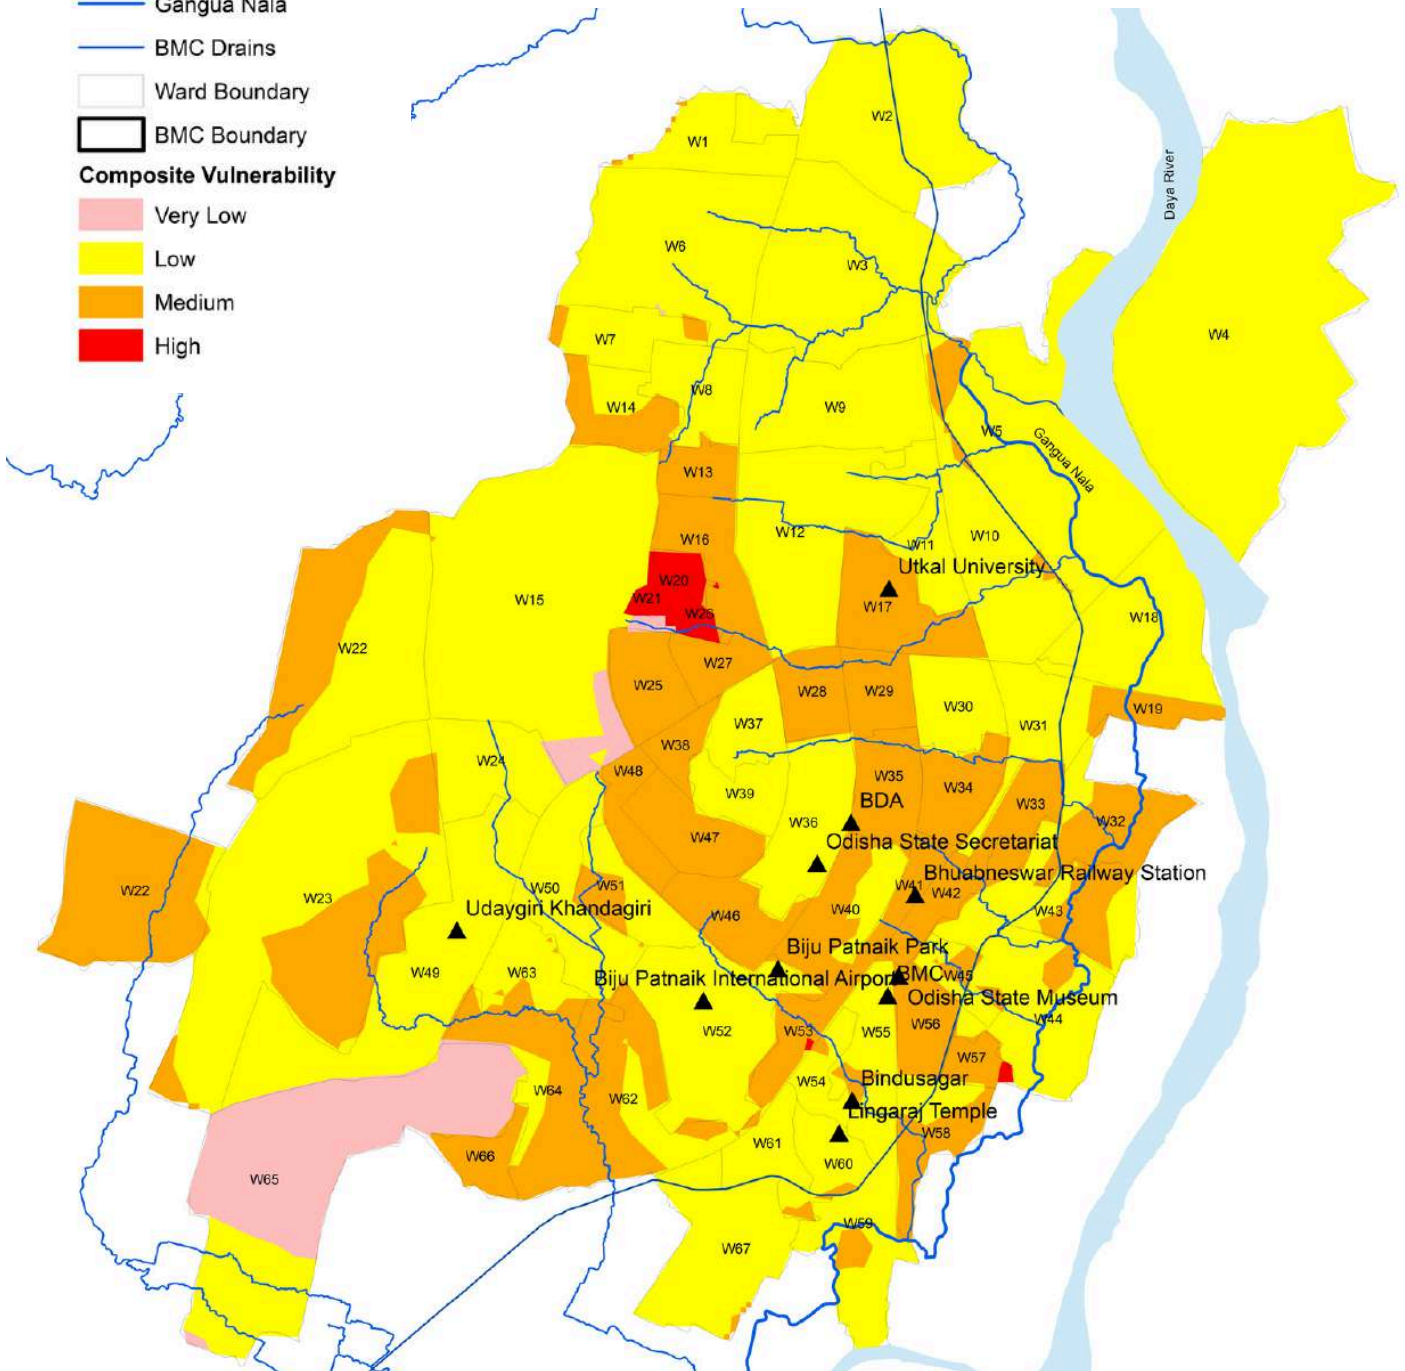 Gangua Nala
BMC Drains
Ward Boundary
BMC Boundary
Composite Vulnerability
Very Low
Low
Medium
High
W2
W1
Daya River
W6
W3
W4
W7
W8
W14
W9
W5
Gangua Nala
W13
W12
W16
W11
W10
Utkal University
W20
W21
W26
W15
W17
W18
W22
W27
W25
W28
W29
W30
W31
W19
W37
W38
W24
W48
W35
W34
W33
W39
BDA
W36
W32
W47
Odisha State Secretariat
Bhuabneswar Railway Station
W41
W42
W22
W23
W50
W51
Udaygiri Khandagiri
W46
W40
W43
Biju Patnaik Park
W49
W63
Biju Patnaik International Airport
BMC
W45
Odisha State Museum
W44
W52
W53
W55
W56
W57
Bindusagar
W54
W64
W62
Lingaraj Temple
W58
W61
W66
W60
W65
W59
W67